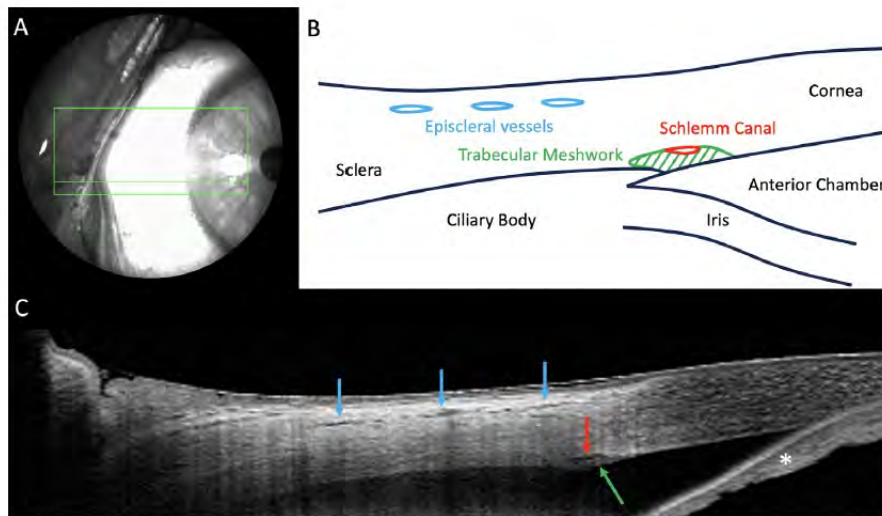 A
B
Cornea
Episcleral vessels
Schlemm Canal
Trabecular Meshwork
Sclera
Anterior Chamber
Ciliary Body
Iris
C
*